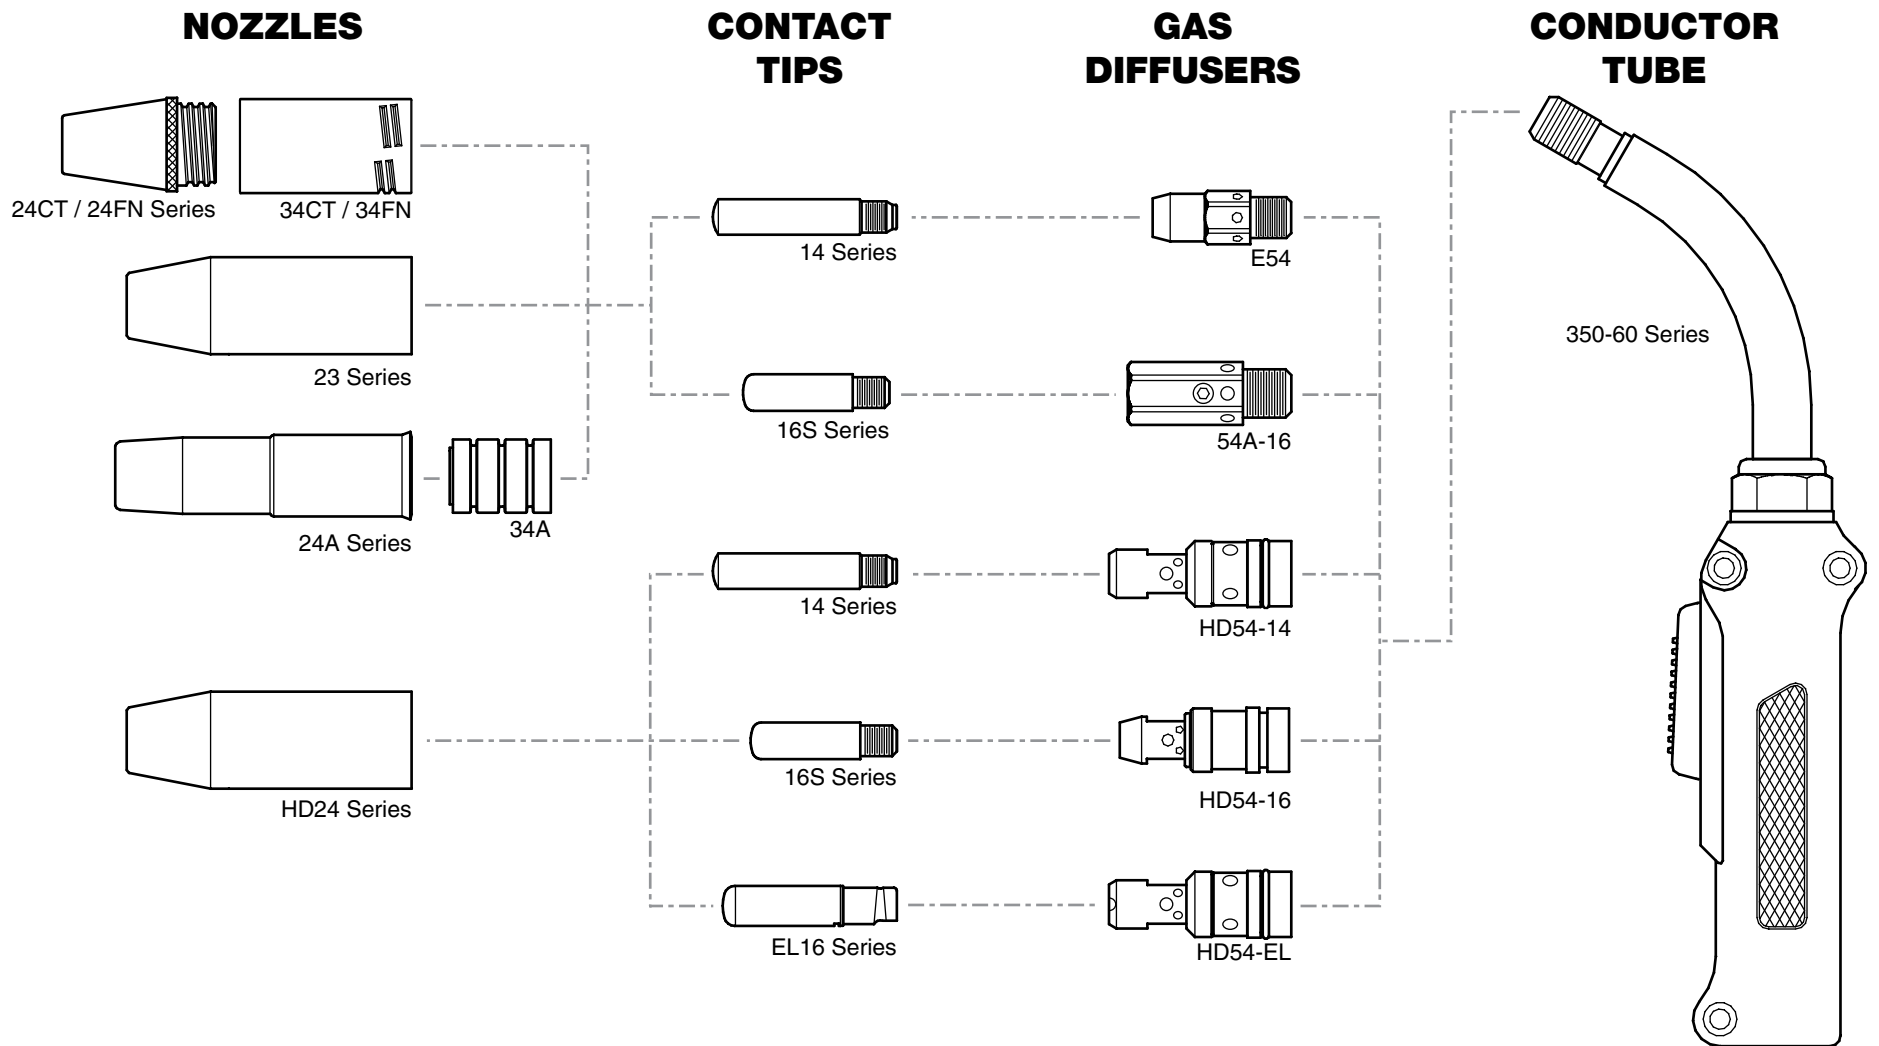 NOZZLES
CONTACT
TIPS
GAS
DIFFUSERS
CONDUCTOR
TUBE
24CT / 24FN Series
34CT / 34FN
23 Series
24A Series
34A
HD24 Series
14 Series
16S Series
14 Series
16S Series
EL16 Series
E54
54A-16
HD54-14
HD54-16
HD54-EL
350-60 Series